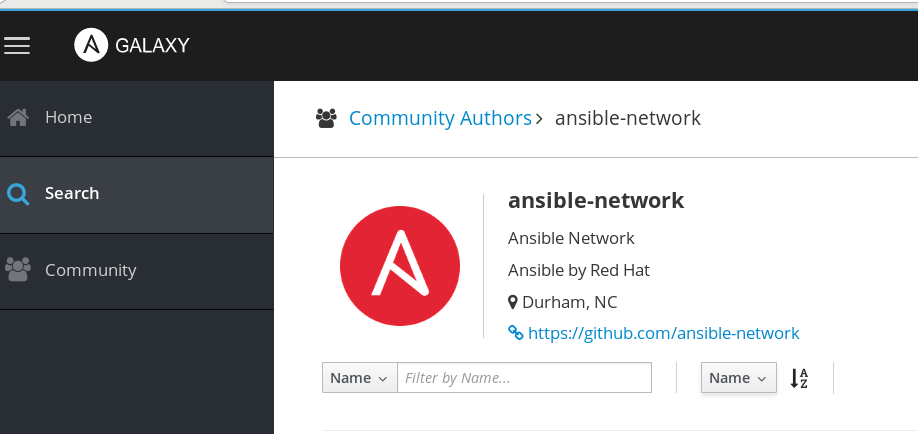 GALAXY
Home
Search
Community
Community Authors ansible-network
ansible-network
Ansible Network
Ansible by Red Hat
Durham, NC
https://github.com/ansible-network
Name Filter by Name... Name A Z